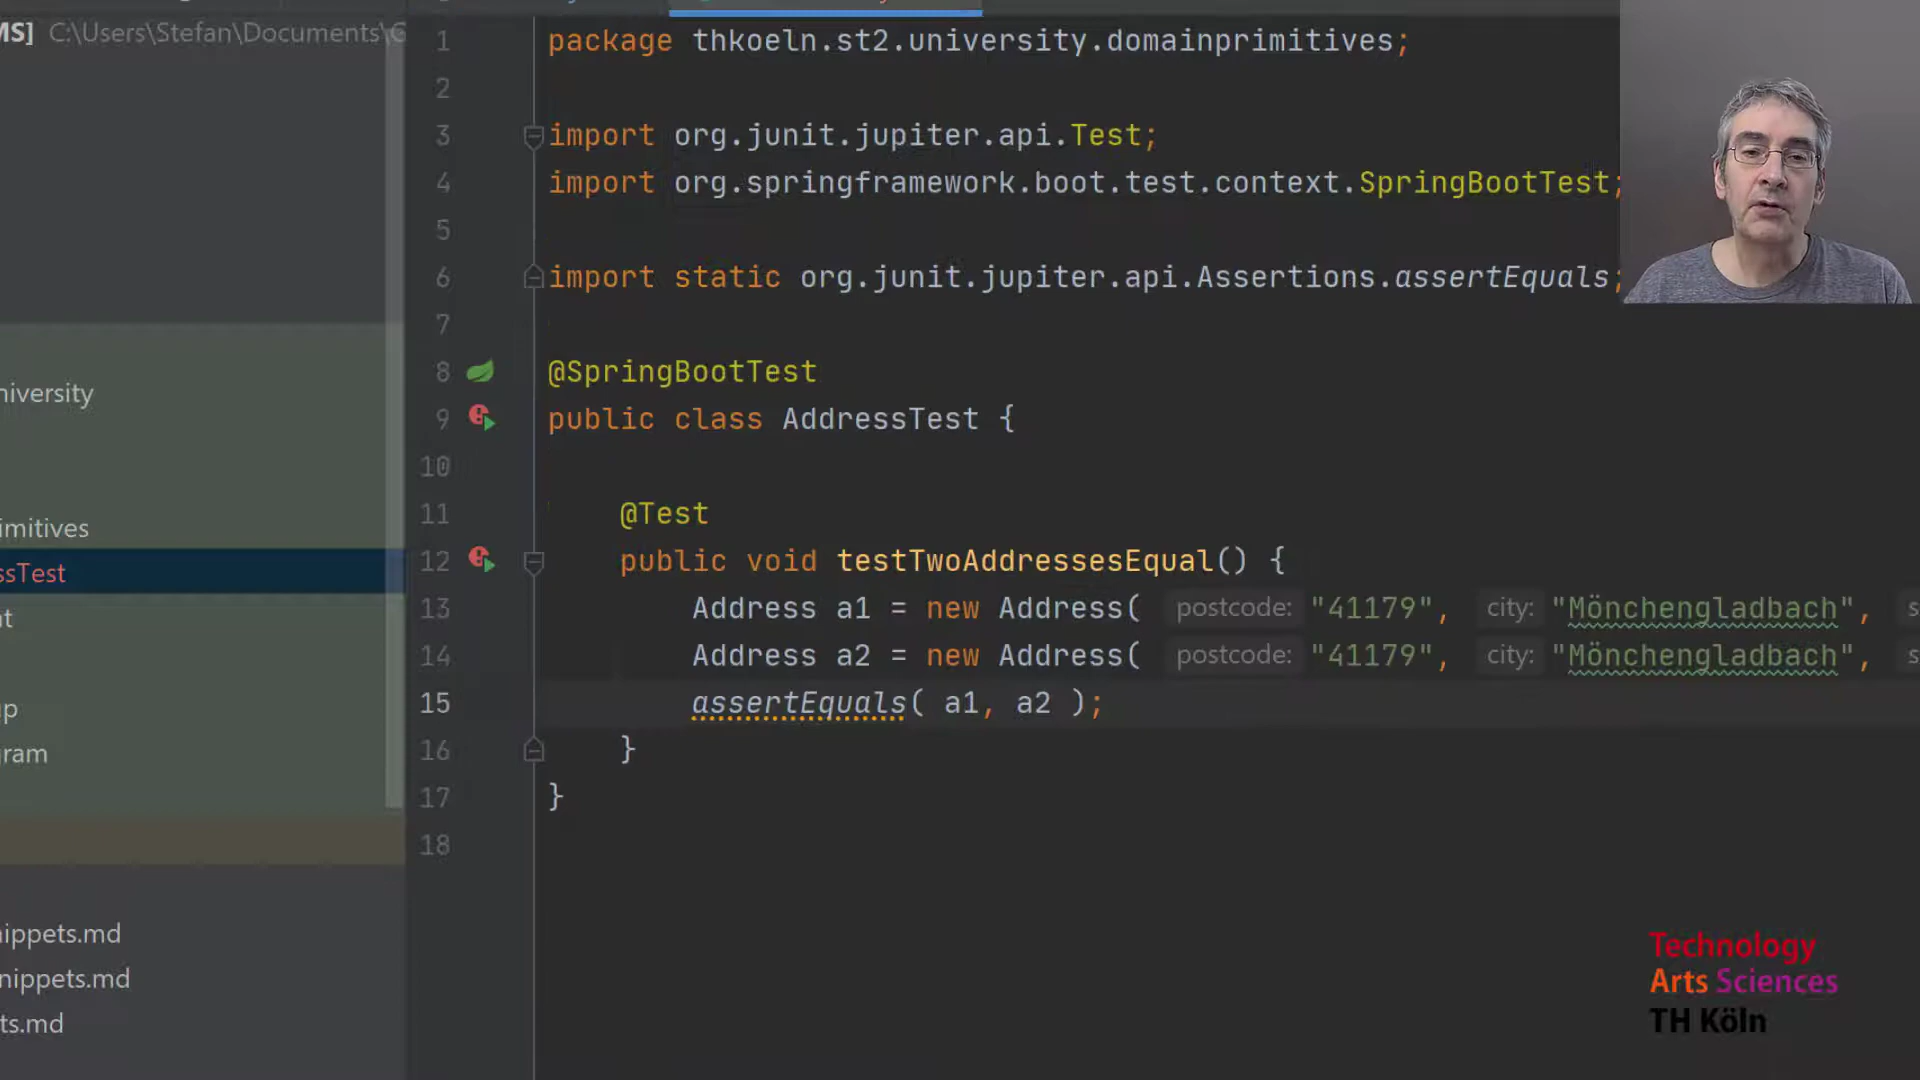 MS] C:\Users\Stefan\Documents\G
niversity
imitives
ssTest
t
p
gram
nippets.md
nippets.md
ts.md
1 package thkoeln.st2.university.domainprimitives;
2
3 import org.junit.jupiter.api.Test;
4 import org.springframework.boot.test.context.SpringBootTest;
5
6 import static org.junit.jupiter.api.Assertions.assertEquals;
7
8 @SpringBootTest
9 public class AddressTest {
10
11 @Test
12 public void testTwoAddressesEqual() {
13 Address a1 = new Address( postcode: "41179", city: "Mönchengladbach", s
14 Address a2 = new Address( postcode: "41179", city: "Mönchengladbach", s
15 assertEquals( a1, a2 );
16 }
17 }
18
Technology
Arts Sciences
TH Köln